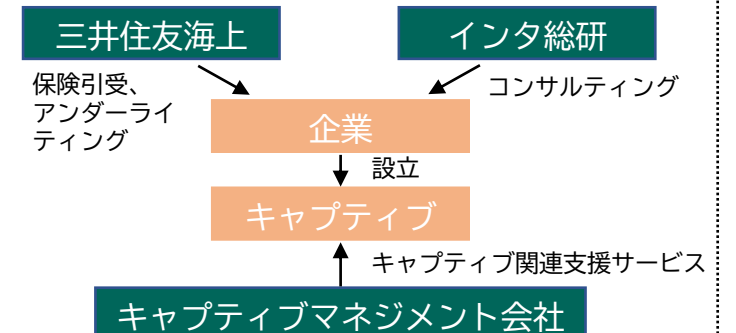 三井住友海上
インタ総研
保険引受、
アンダーライ
ティング
コンサルティング
企業
設立
キャプティブ
キャプティブ関連支援サービス
キャプティブマネジメント会社